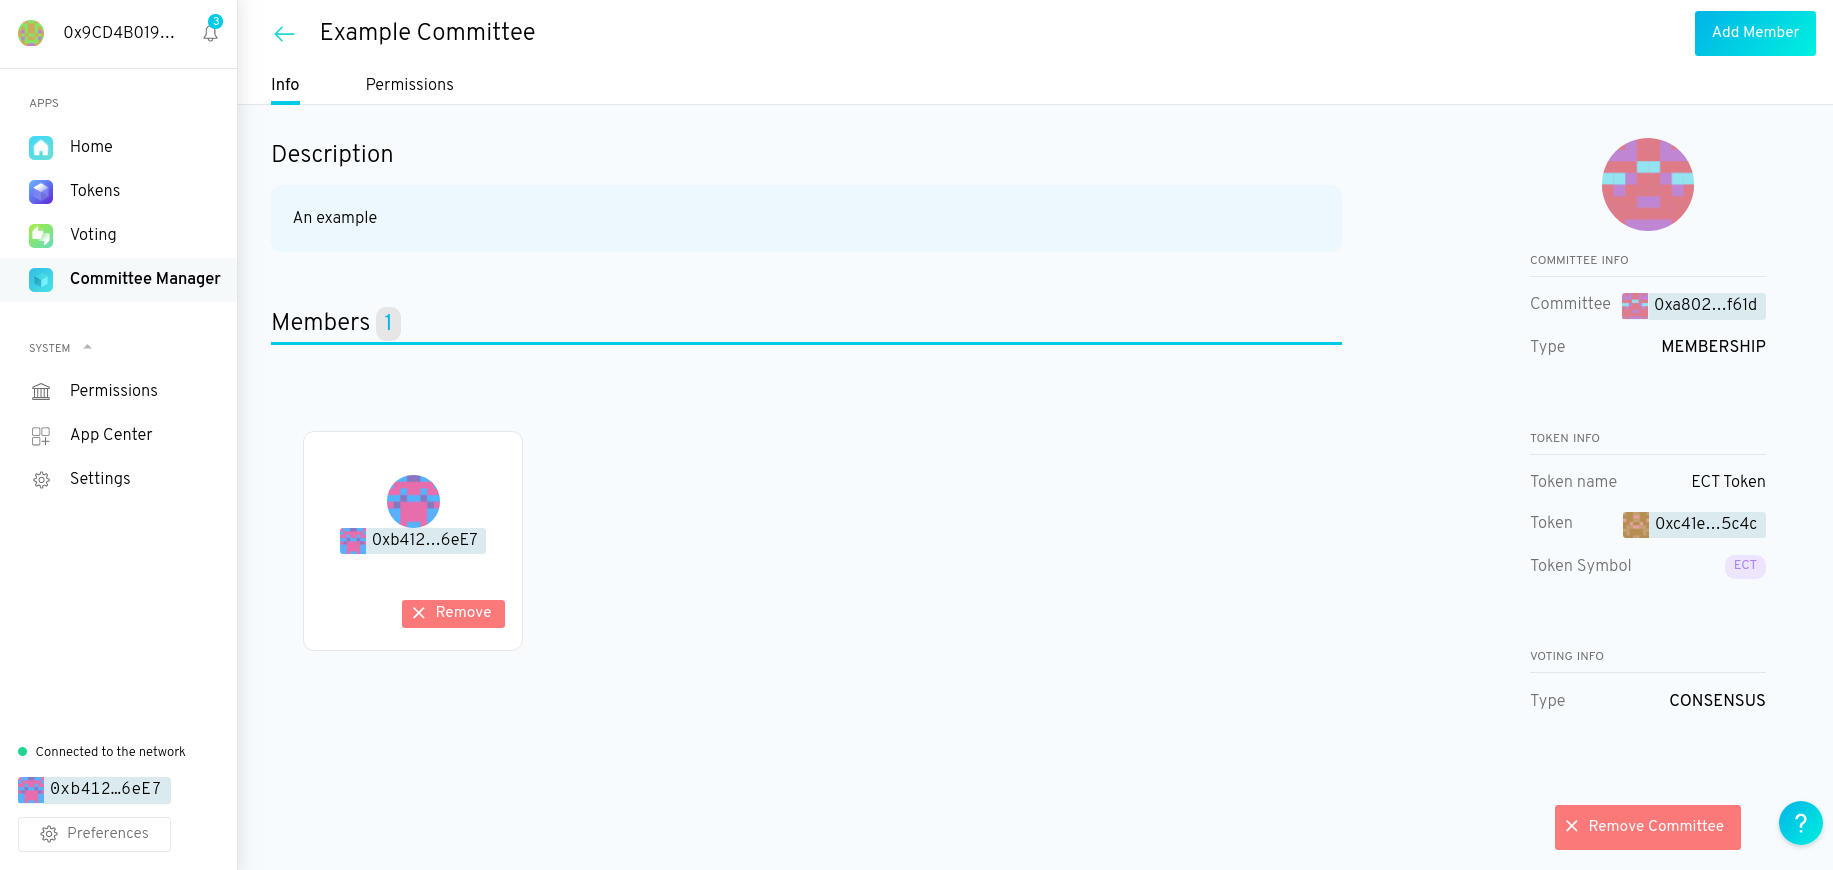 0x9CD4B019...
3
APPS
Home
Tokens
Voting
Committee Manager
SYSTEM
Permissions
App Center
Settings
Connected to the network
0xb412…6eE7
Preferences
Example Committee
Add Member
Info
Permissions
Description
An example
Members 1
0xb412…6eE7
Remove
COMMITTEE INFO
Committee 0xa802…f61d
Type MEMBERSHIP
TOKEN INFO
Token name ECT Token
Token 0xc41e…5c4c
Token Symbol ECT
VOTING INFO
Type CONSENSUS
Remove Committee
?